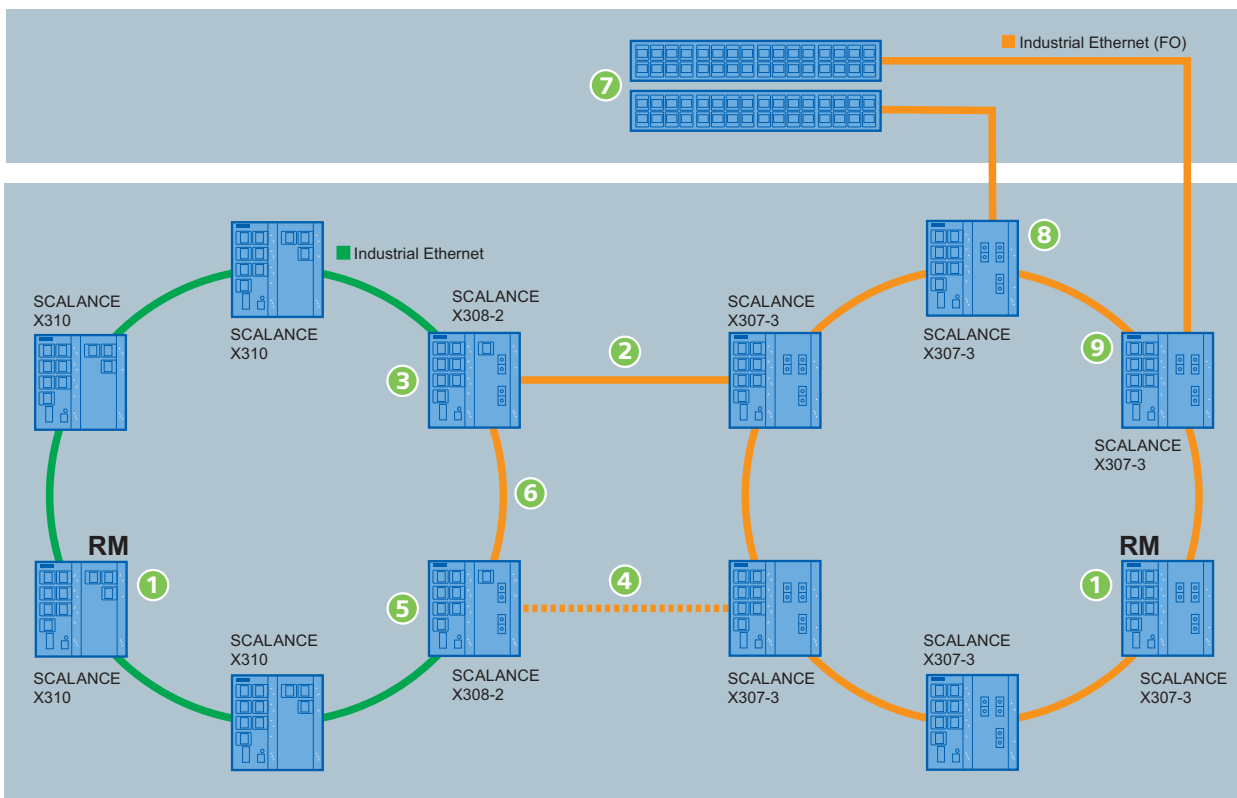 Industrial Ethernet (FO)
7
8
Industrial Ethernet
SCALANCE
X310
SCALANCE
X310
SCALANCE
X308-2
3
2
SCALANCE
X307-3
SCALANCE
X307-3
9
SCALANCE
X307-3
6
RM
1
5
4
RM
1
SCALANCE
X310
SCALANCE
X310
SCALANCE
X308-2
SCALANCE
X307-3
SCALANCE
X307-3
SCALANCE
X307-3